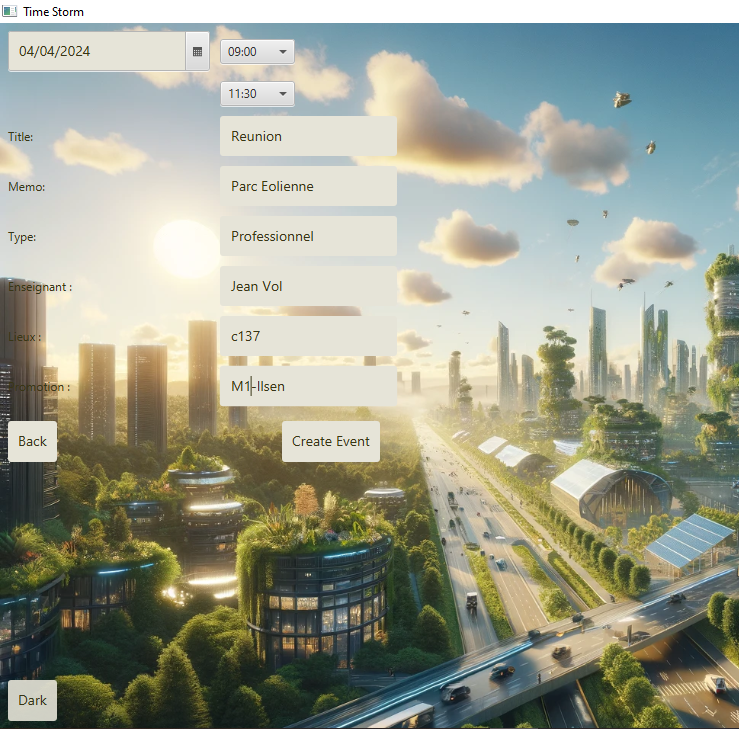 Time Storm
04/04/2024 09:00
11:30
Title: Reunion
Memo: Parc Eolienne
Type: Professionnel
Enseignant : Jean Vol
Lieux : c137
Promotion : M1-Ilsen
Back Create Event
Dark